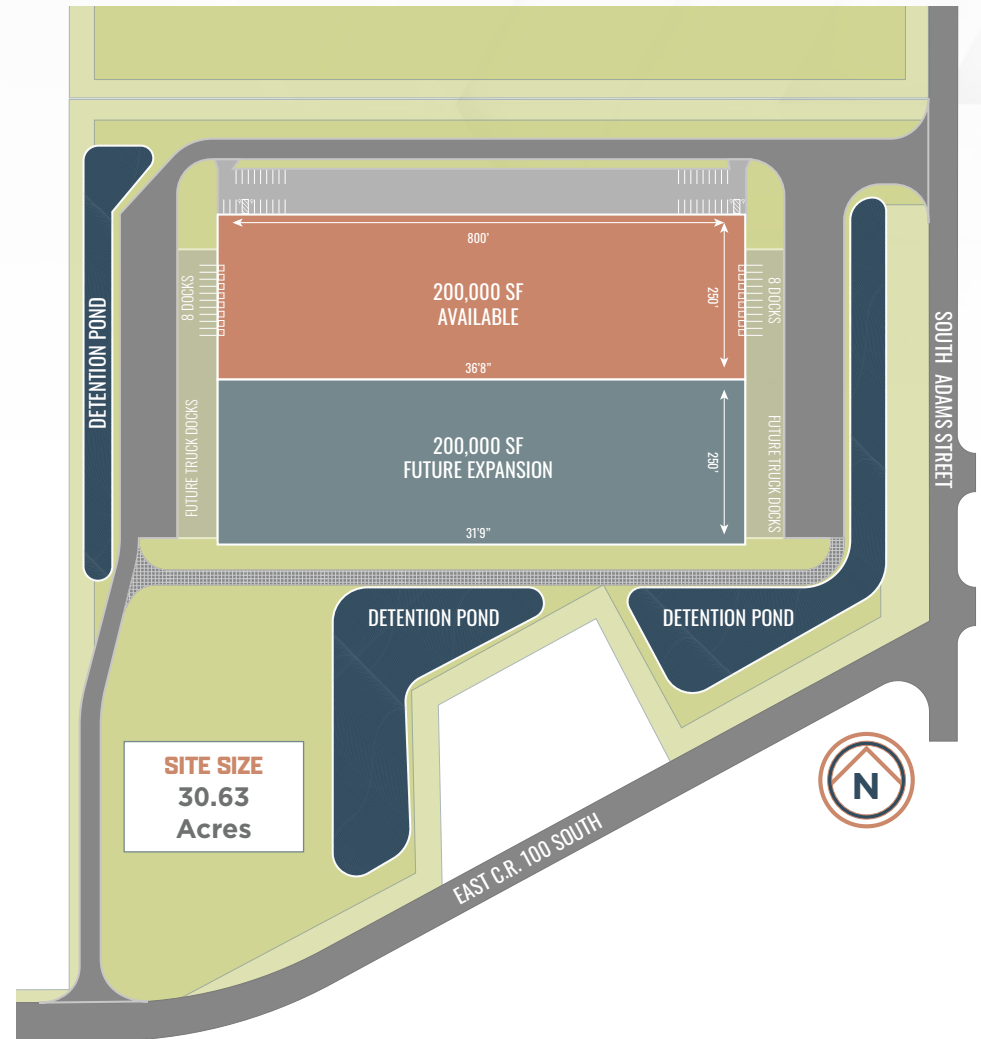 800’
8 DOCKS
200,000 SF
AVAILABLE
250’
8 DOCKS
36’8”
DETENTION POND
SOUTH ADAMS STREET
FUTURE TRUCK DOCKS
200,000 SF
FUTURE EXPANSION
250’
FUTURE TRUCK DOCKS
31’9”
DETENTION POND
DETENTION POND
SITE SIZE
30.63
Acres
N
EAST C.R. 100 SOUTH